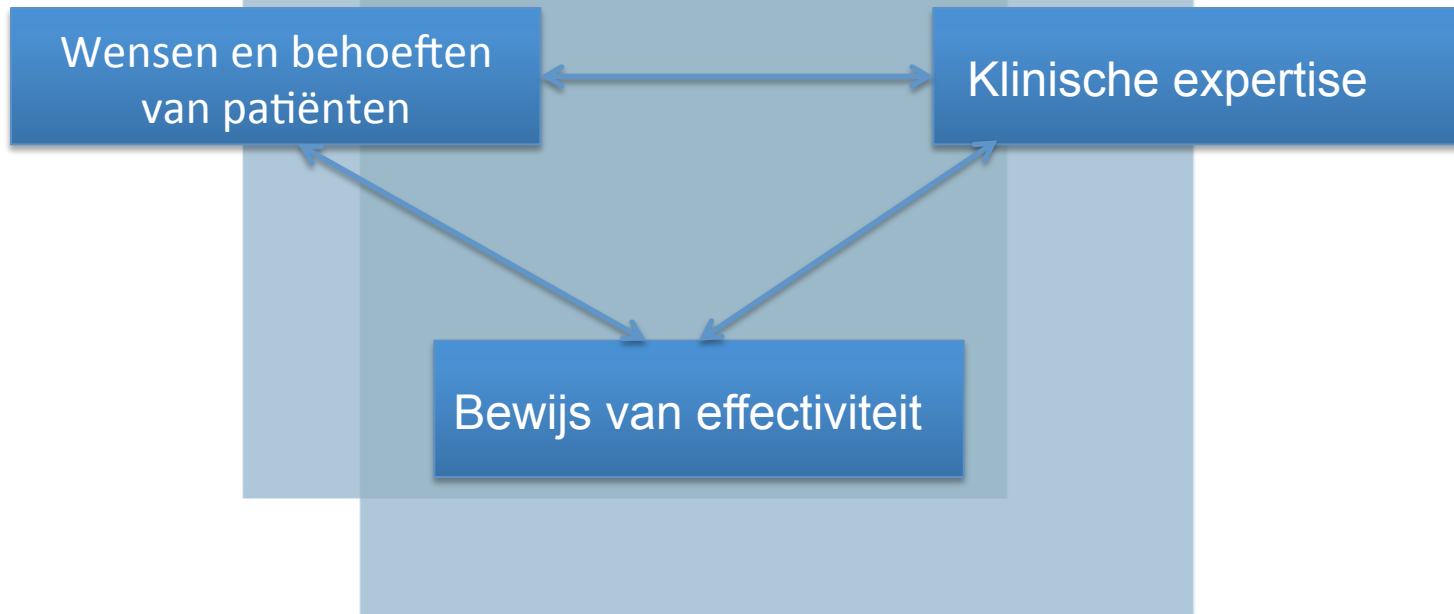 Wensen en behoeften
van patiënten
Klinische expertise
Bewijs van effectiviteit